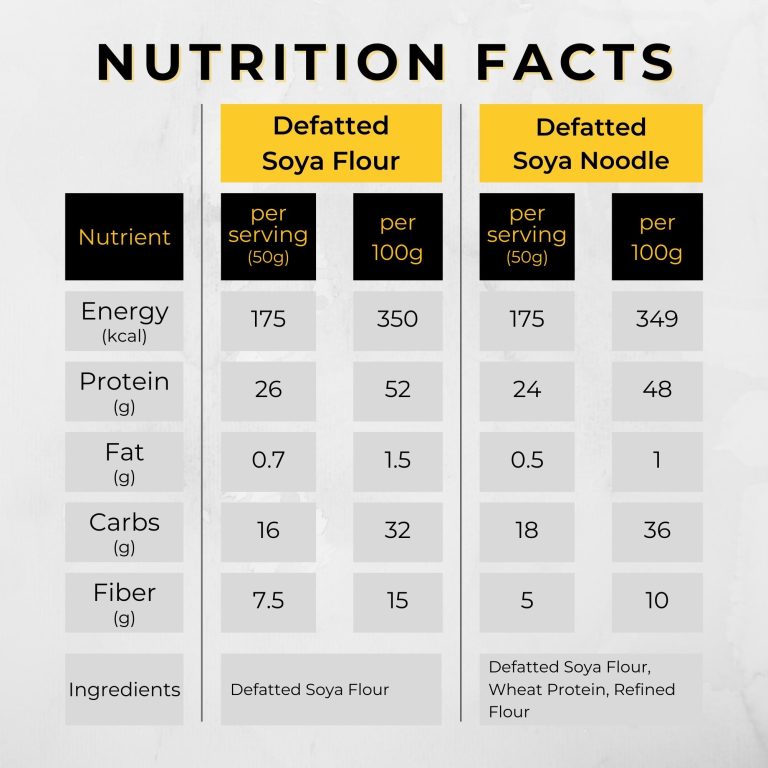 NUTRITION FACTS
Defatted
Soya Flour
Defatted
Soya Noodle
Nutrient
per
serving
(50g)
per
100g
per
serving
(50g)
per
100g
Energy
(kcal)
175
350
175
349
Protein
(g)
26
52
24
48
Fat
(g)
0.7
1.5
0.5
1
Carbs
(g)
16
32
18
36
Fiber
(g)
7.5
15
5
10
Ingredients
Defatted Soya Flour
Defatted Soya Flour,
Wheat Protein, Refined
Flour